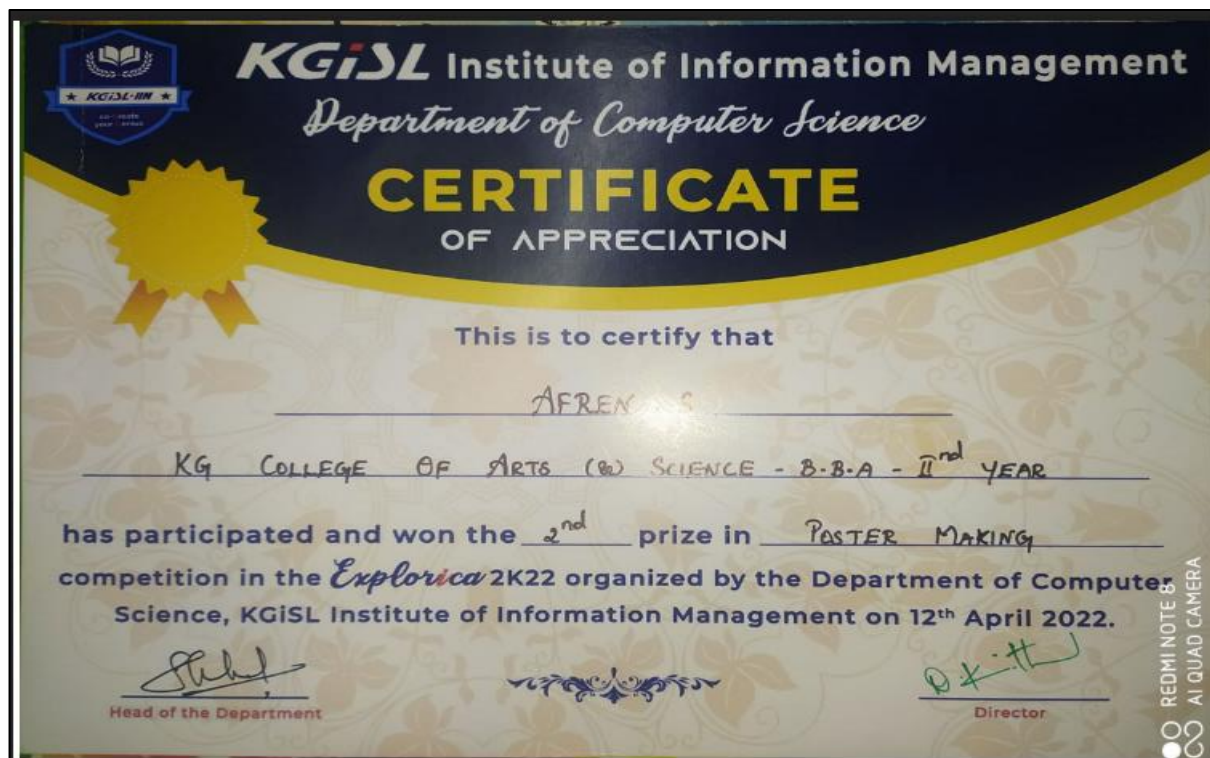 KGiSL Institute of Information Management
★ KGiSL-IIM ★
Department of Computer Science
CERTIFICATE
OF APPRECIATION
This is to certify that
S
KG COLLEGE OF ARTS (&) SCIENCE - B.B.A - IInd YEAR
has participated and won the 2nd prize in POSTER MAKING
competition in the Explorica 2K22 organized by the Department of Computer
Science, KGiSL Institute of Information Management on 12th April 2022.
Head of the Department
Director
REDMI NOTE 8
AI QUAD CAMERA